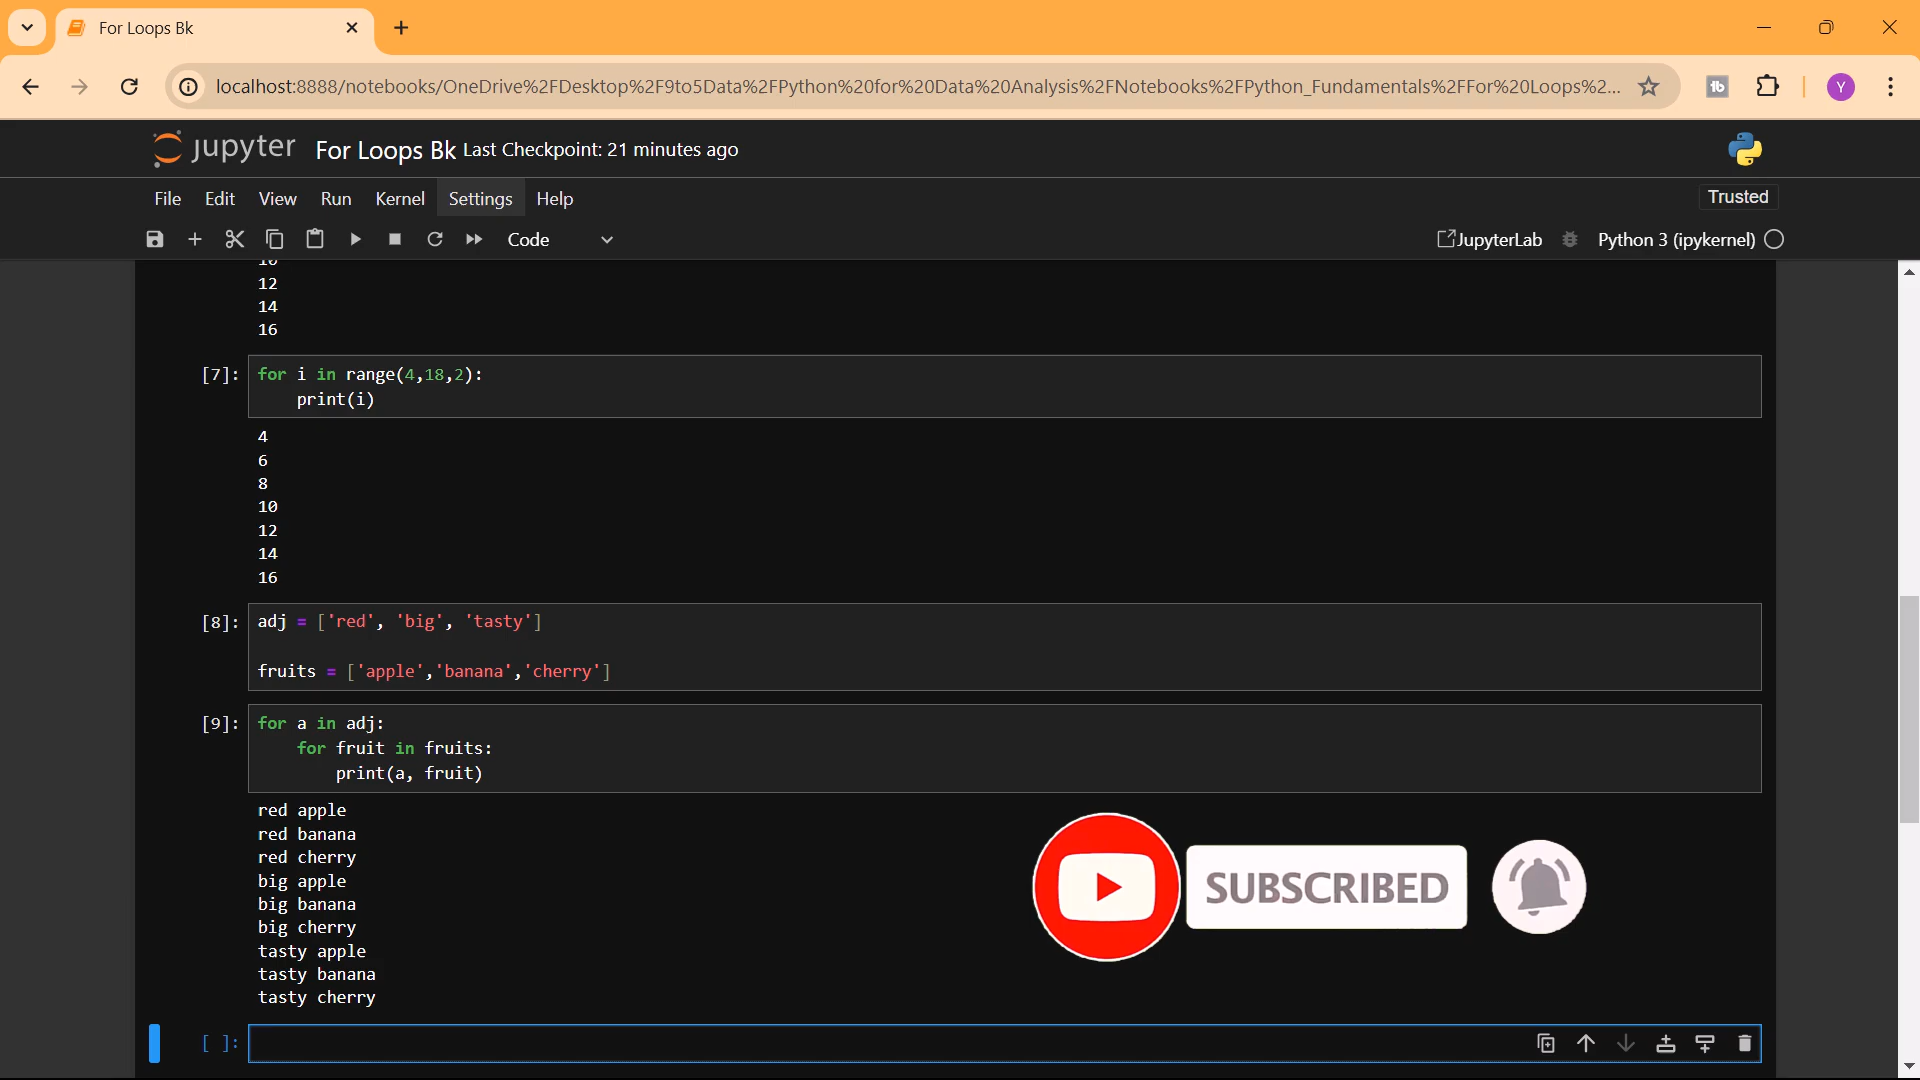 For Loops Bk
localhost:8888/notebooks/OneDrive%2FDesktop%2F9to5Data%2FPython%20for%20Data%20Analysis%2FNotebooks%2FPython_Fundamentals%2FFor%20Loops%2...
tb
Y
jupyter For Loops Bk Last Checkpoint: 21 minutes ago
File Edit View Run Kernel Settings Help
Trusted
Code
JupyterLab
Python 3 (ipykernel)
10
12
14
16
[7]: for i in range(4,18,2):
    print(i)
4
6
8
10
12
14
16
[8]: adj = ['red', 'big', 'tasty']
fruits = ['apple','banana','cherry']
[9]: for a in adj:
    for fruit in fruits:
        print(a, fruit)
red apple
red banana
red cherry
big apple
big banana
big cherry
tasty apple
tasty banana
tasty cherry
SUBSCRIBED
[ ]: